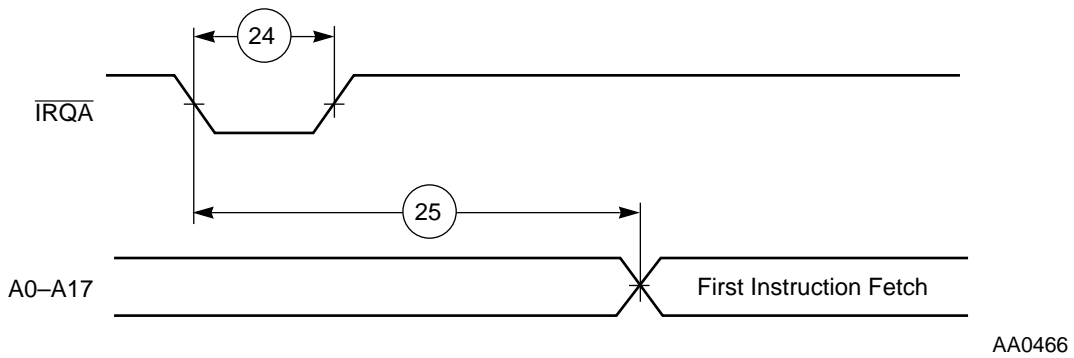 24
IRQA
25
A0–A17
First Instruction Fetch
AA0466